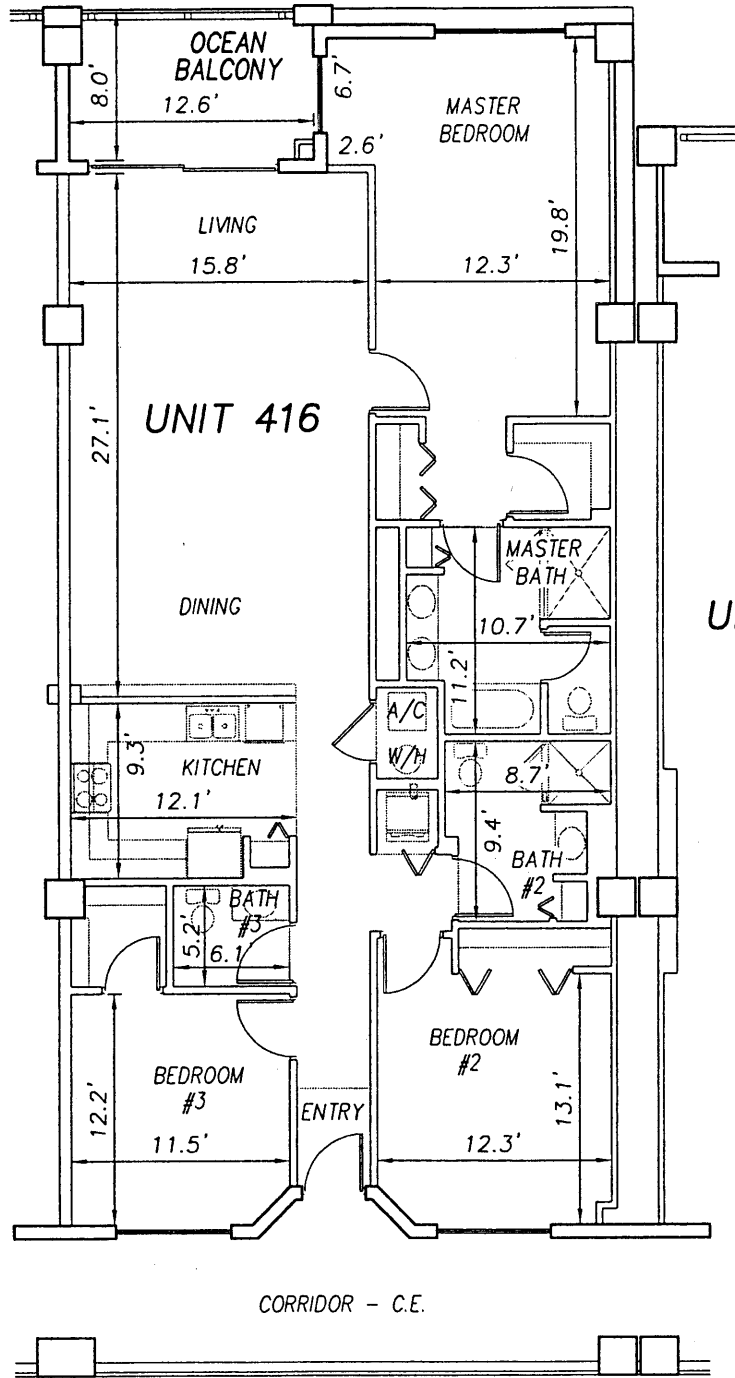 OCEAN
BALCONY
8.0'
12.6'
6.7'
2.6'
MASTER
BEDROOM
19.8'
12.3'
LIVING
15.8'
27.1'
UNIT 416
DINING
MASTER
BATH
10.7'
11.2'
A/C
W/H
KITCHEN
9.3'
12.1'
8.7'
9.4'
BATH
#2
BATH
#3
5.2'
6.1'
BEDROOM
#2
13.1'
12.3'
BEDROOM
#3
12.2'
11.5'
ENTRY
CORRIDOR - C.E.